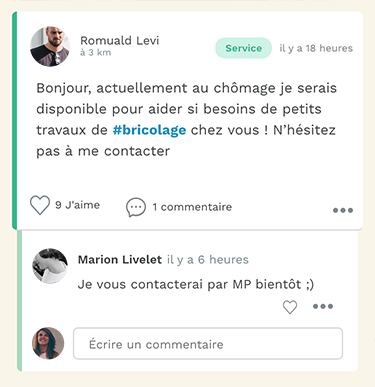 Romuald Levi
à 3 km
Service
il y a 18 heures
Bonjour, actuellement au chômage je serais
disponible pour aider si besoins de petits
travaux de #bricolage chez vous ! N’hésitez
pas à me contacter
9 J’aime
1 commentaire
Marion Livelet il y a 6 heures
Je vous contacterai par MP bientôt ;)
Écrire un commentaire